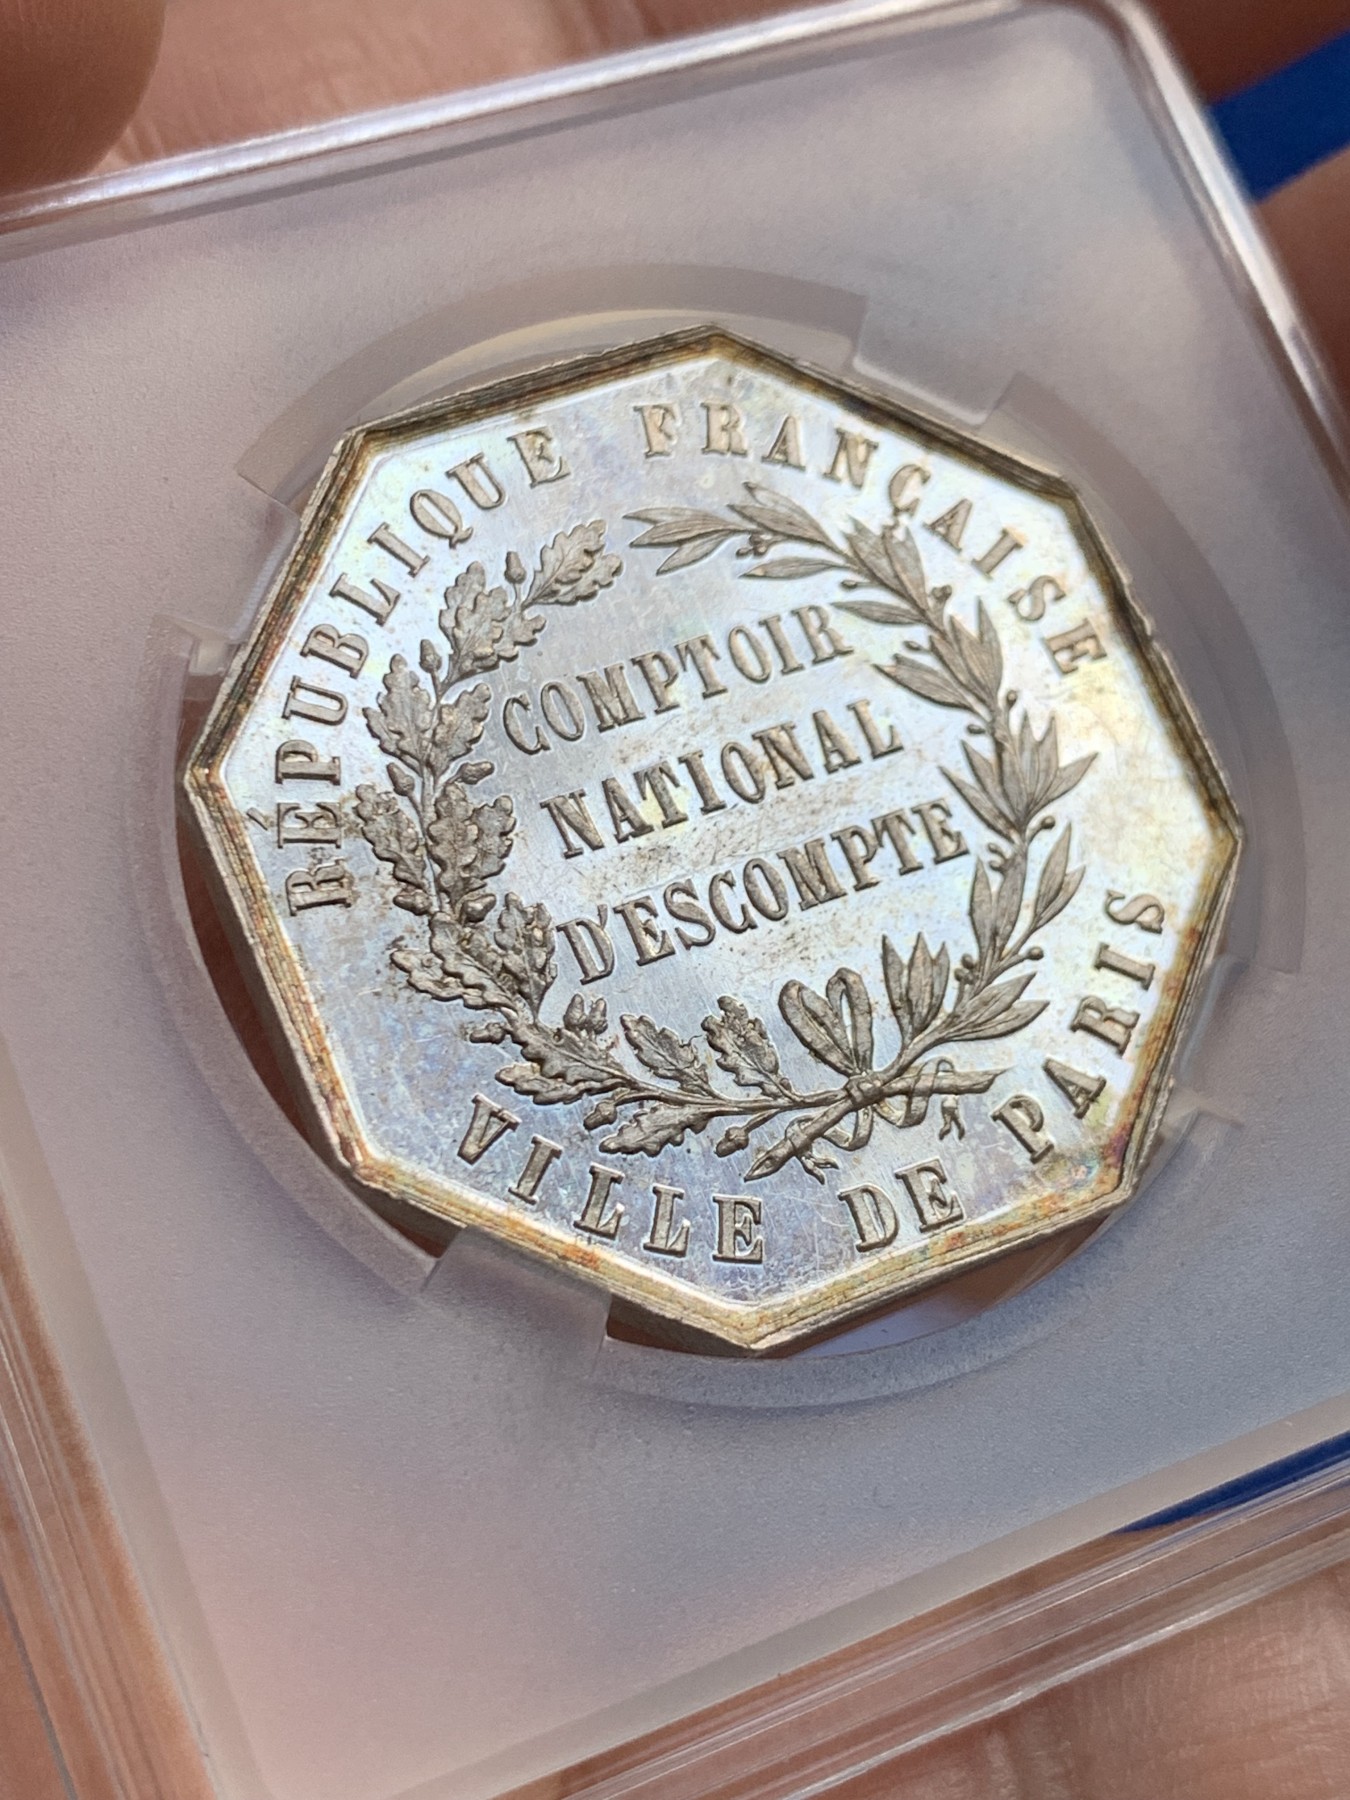 RÉPUBLIQUE FRANÇAISE
COMPTOIR
NATIONAL
D'ESCOMPTE
VILLE DE PARIS